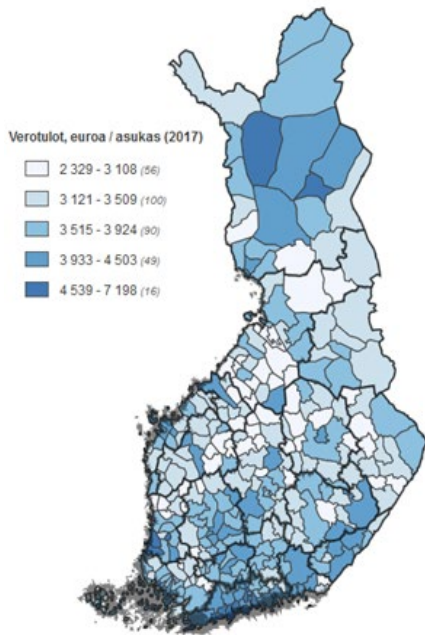 Verotulot, euroa / asukas (2017)
2 329 - 3 108 (56)
3 121 - 3 509 (100)
3 515 - 3 924 (90)
3 933 - 4 503 (49)
4 539 - 7 198 (16)